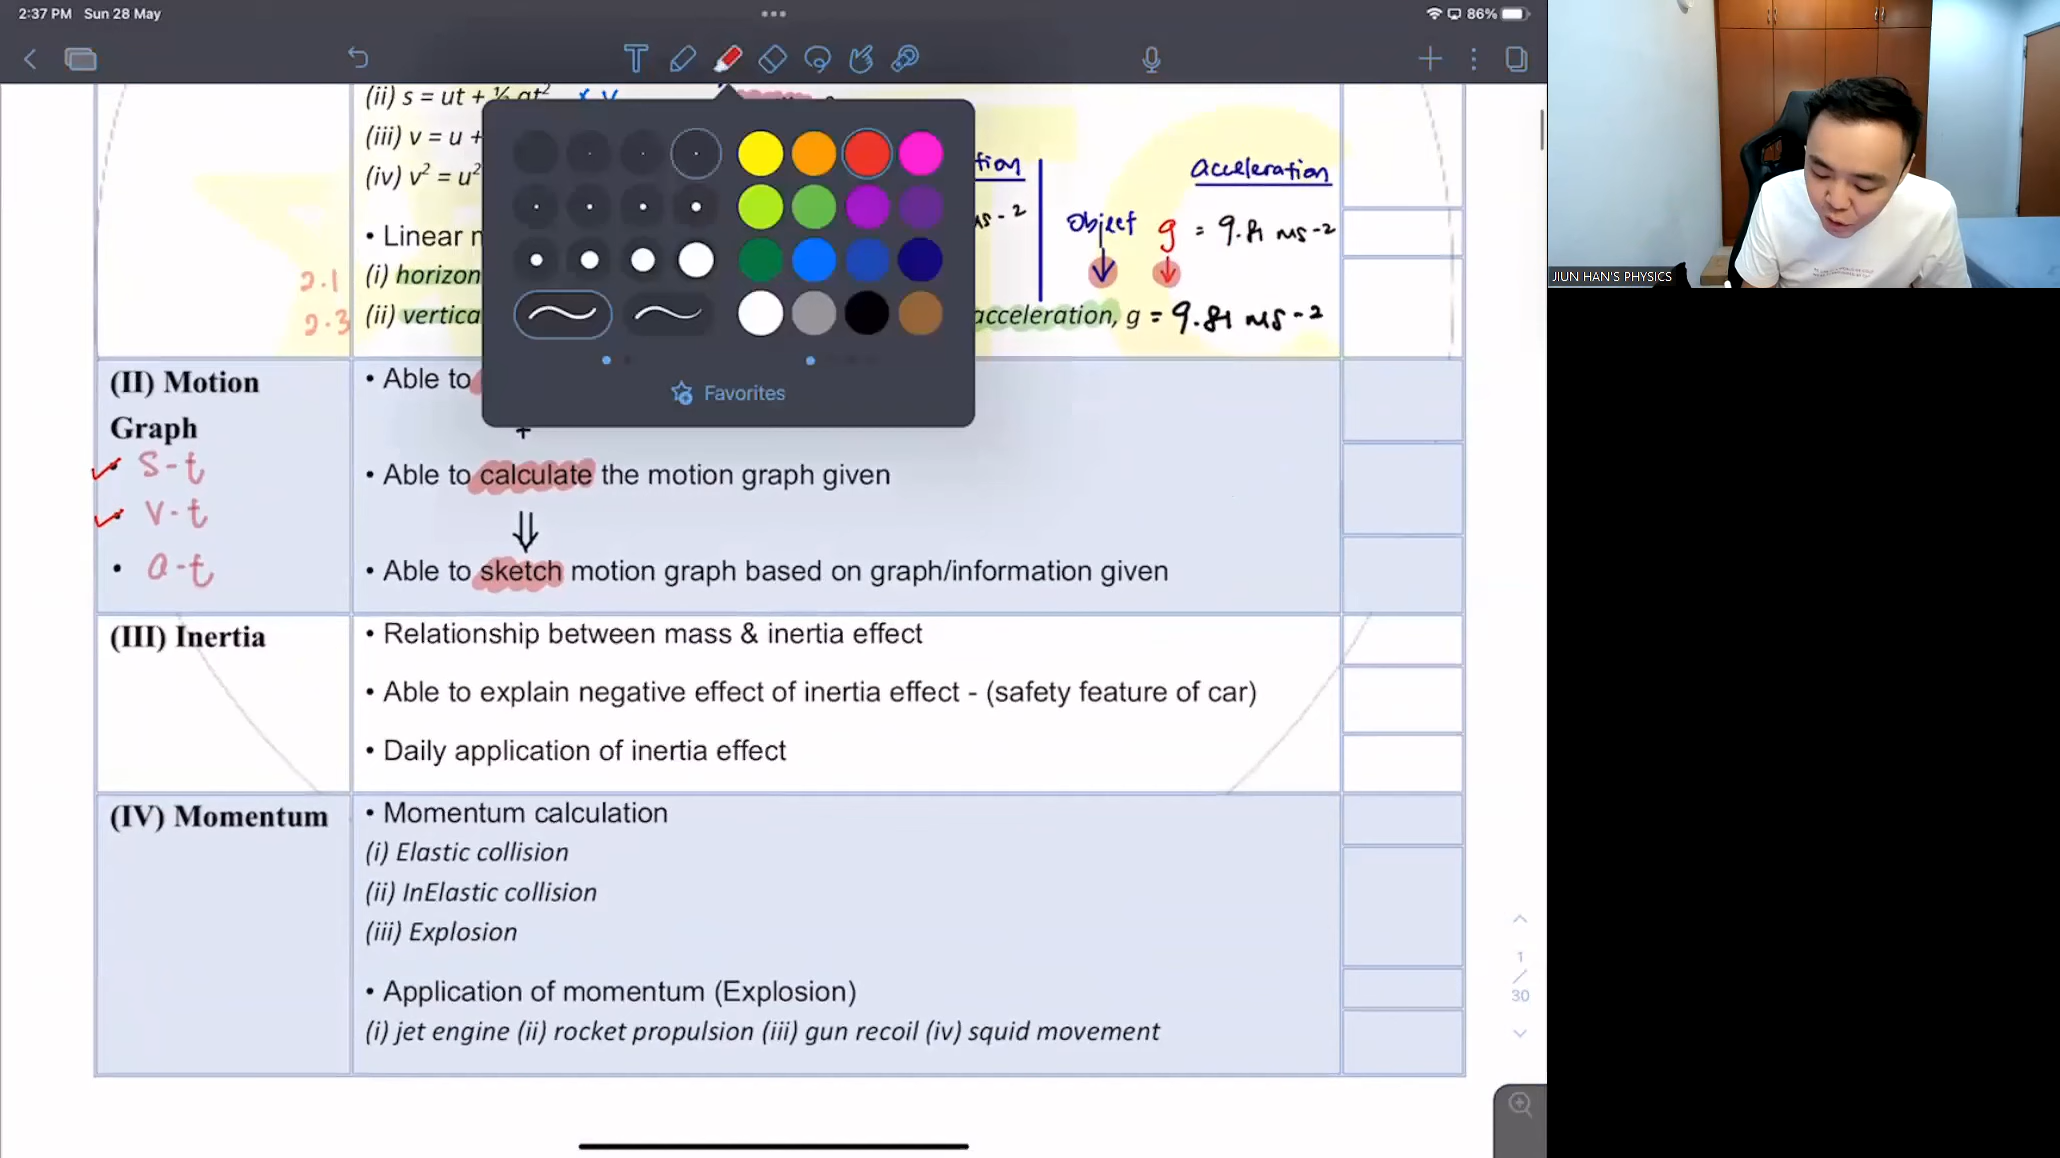 2:37 PM Sun 28 May
86%
(ii) s = ut + ½ at²
(iii) v = u +
(iv) v² = u²
acceleration
Object g = 9.81 ms-2
• Linear
2.1 (i) horizon
2.3 (ii) vertica
acceleration, g = 9.81 ms-2
Favorites
(II) Motion
Graph
• s-t
• v-t
• a-t
• Able to
• Able to calculate the motion graph given
• Able to sketch motion graph based on graph/information given
(III) Inertia
• Relationship between mass & inertia effect
• Able to explain negative effect of inertia effect - (safety feature of car)
• Daily application of inertia effect
(IV) Momentum
• Momentum calculation
(i) Elastic collision
(ii) InElastic collision
(iii) Explosion
• Application of momentum (Explosion)
(i) jet engine (ii) rocket propulsion (iii) gun recoil (iv) squid movement
1
/
30
JIUN HAN'S PHYSICS